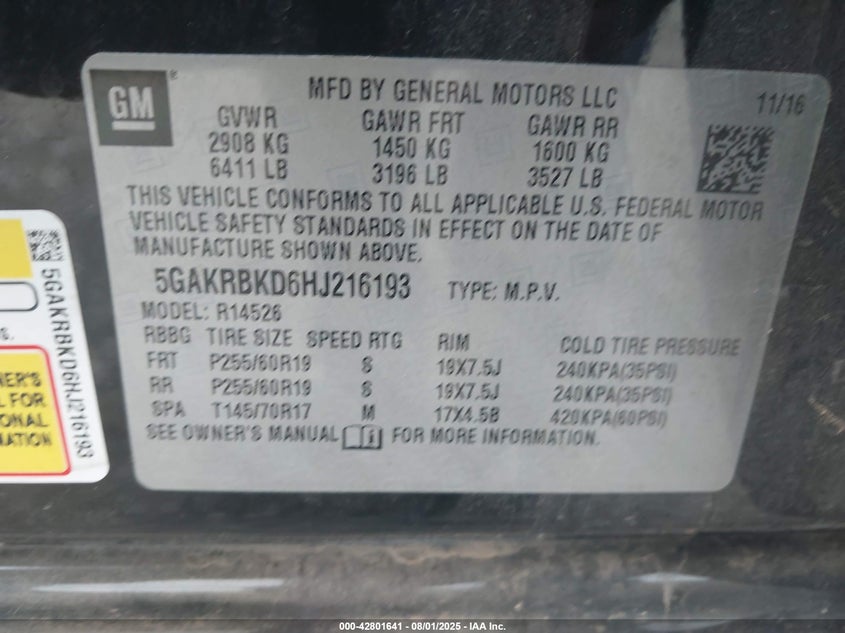 GM ®
MFD BY GENERAL MOTORS LLC
11/16
GVWR GAWR FRT GAWR RR
2908 KG 1450 KG 1600 KG
6411 LB 3196 LB 3527 LB
THIS VEHICLE CONFORMS TO ALL APPLICABLE U.S. FEDERAL MOTOR
VEHICLE SAFETY STANDARDS IN EFFECT ON THE DATE OF
MANUFACTURE SHOWN ABOVE.
5GAKRBKD6HJ216193 TYPE: M.P.V.
MODEL: R14526
RBBG TIRE SIZE SPEED RTG RIM COLD TIRE PRESSURE
FRT P255/60R19 S 19X7.5J 240KPA(35PSI)
RR P255/60R19 S 19X7.5J 240KPA(35PSI)
SPA T145/70R17 M 17X4.5B 420KPA(60PSI)
SEE OWNER'S MANUAL FOR MORE INFORMATION.
5GAKRBKD6HJ216193
NER'S
L FOR
ONAL
MATION
000-42801641 - 08/01/2025 - IAA Inc.